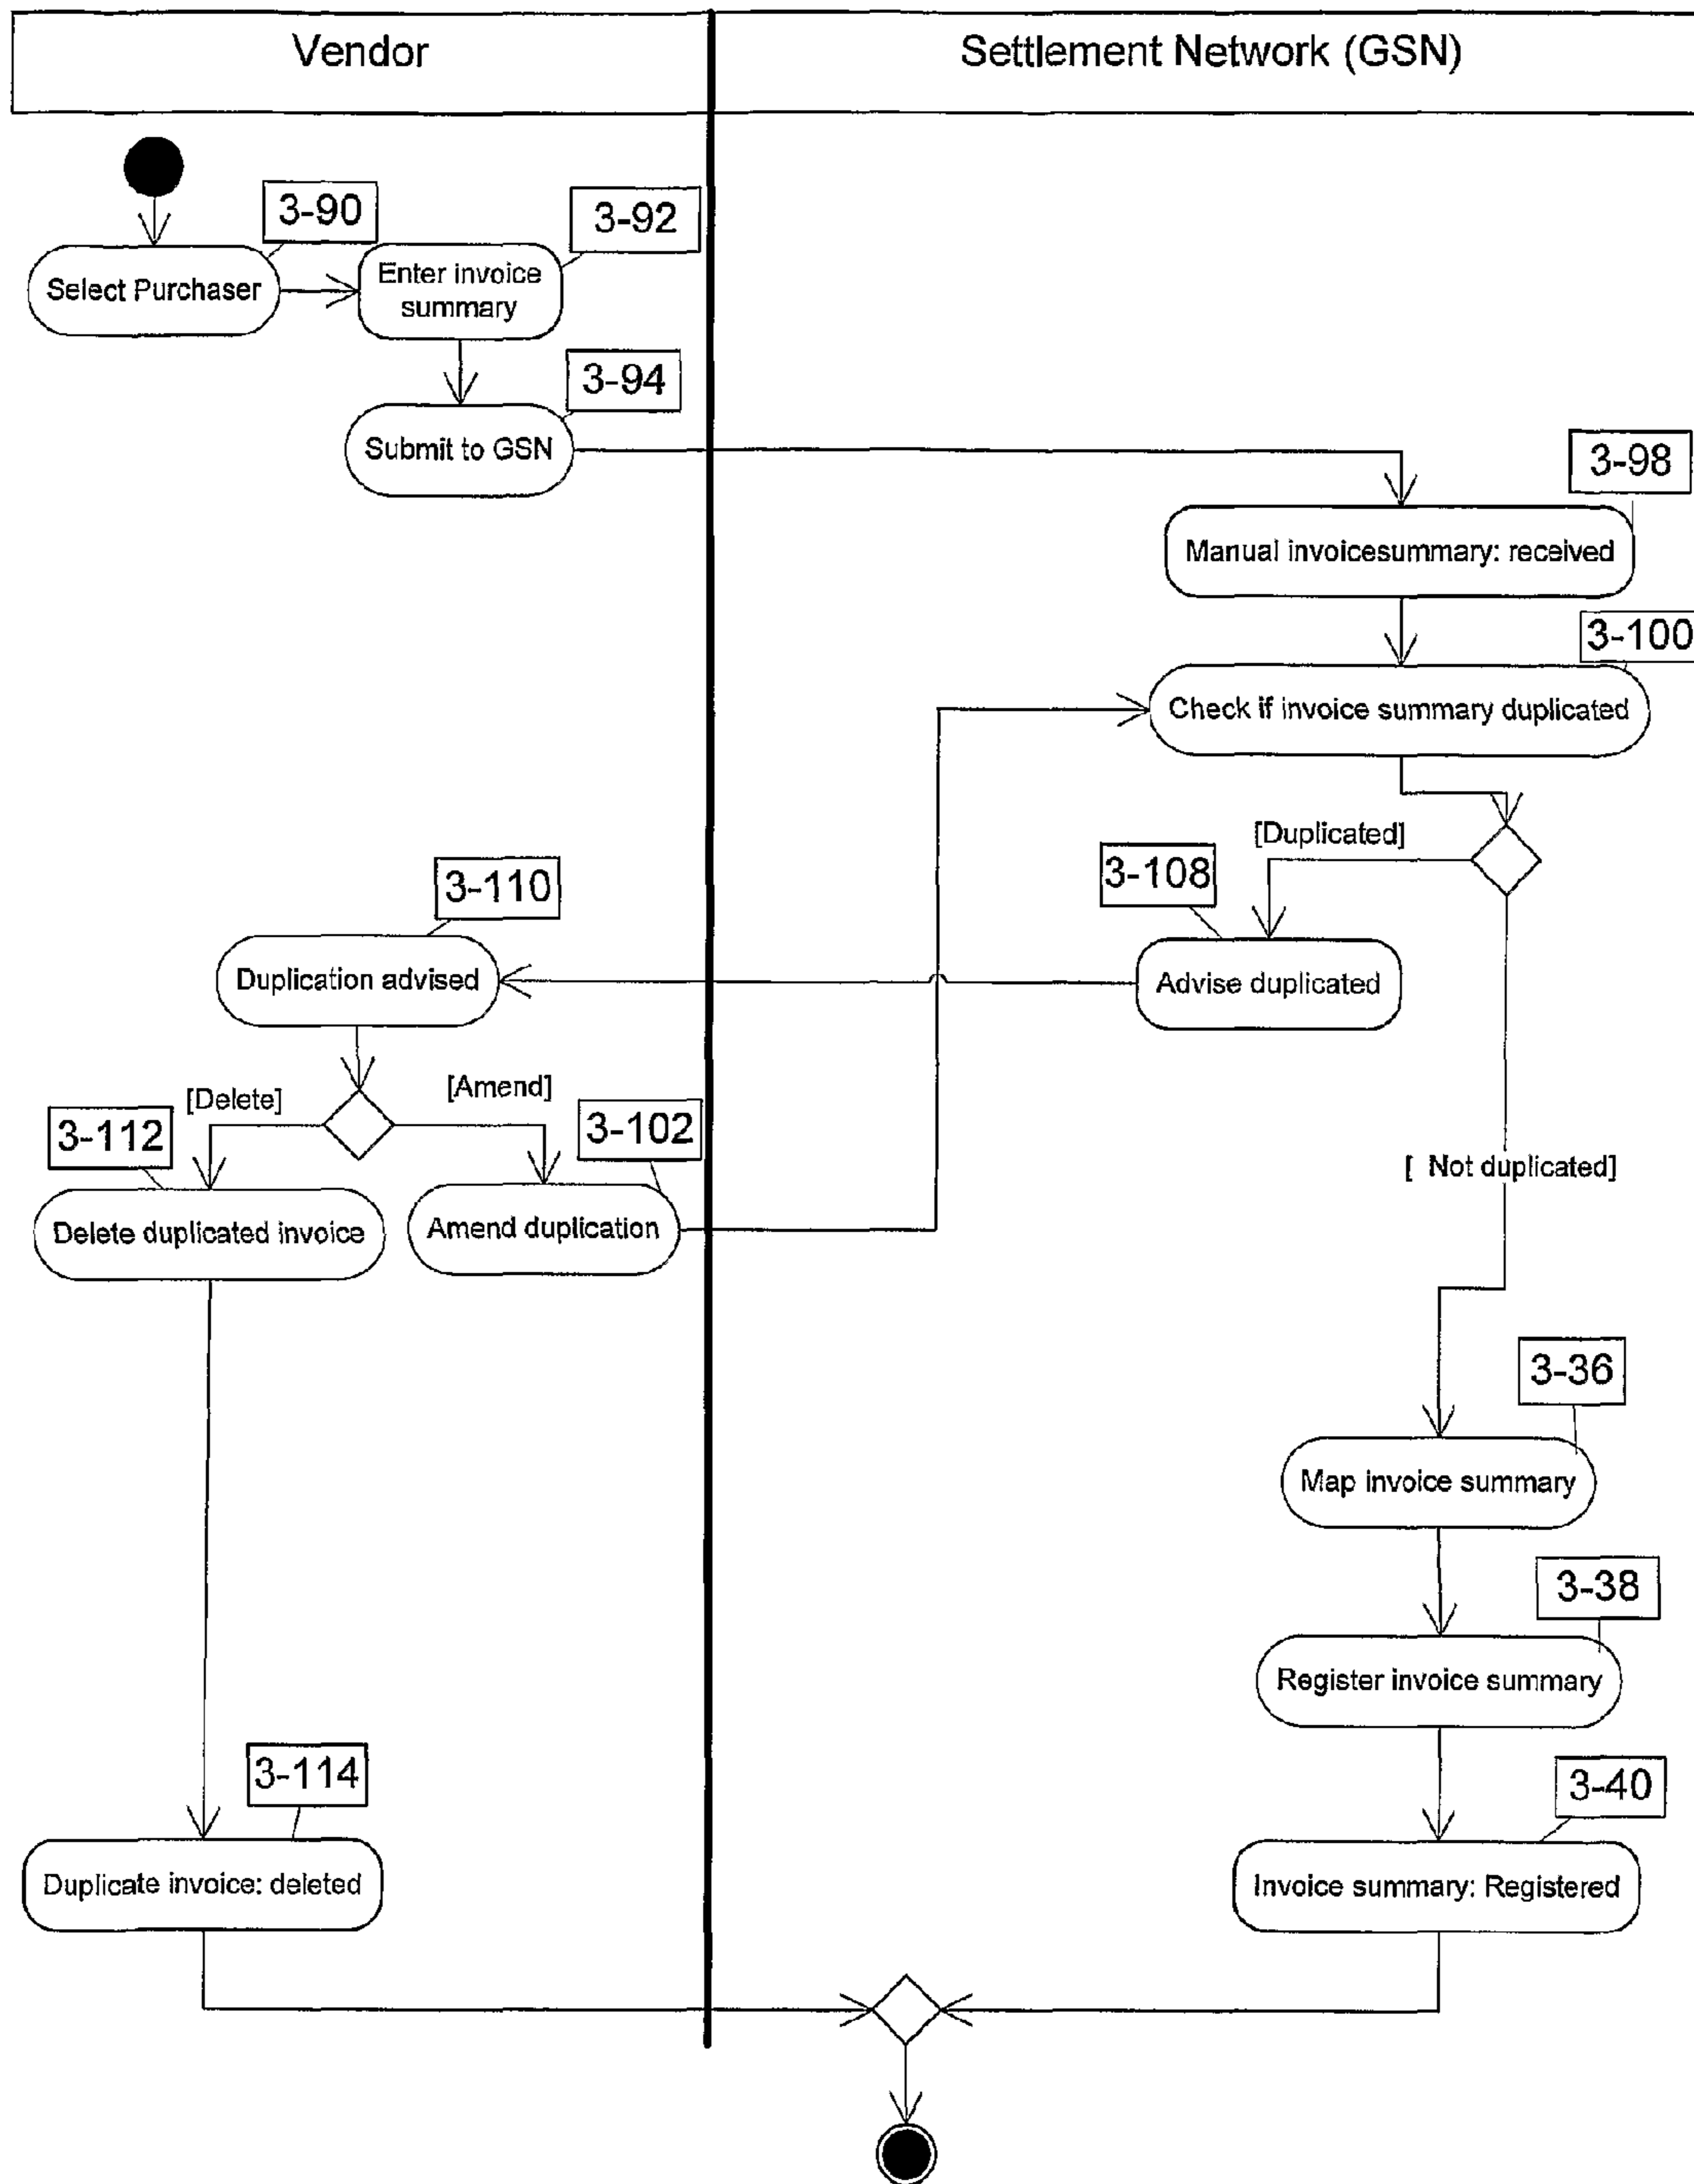 Vendor
Settlement Network (GSN)
3-90
3-92
Select Purchaser
Enter invoice
summary
3-94
Submit to GSN
3-98
Manual invoicesummary: received
3-100
Check if invoice summary duplicated
[Duplicated]
3-108
3-110
Duplication advised
Advise duplicated
[Delete]
[Amend]
3-112
3-102
[ Not duplicated]
Delete duplicated invoice
Amend duplication
3-36
Map invoice summary
3-38
Register invoice summary
3-114
3-40
Duplicate invoice: deleted
Invoice summary: Registered